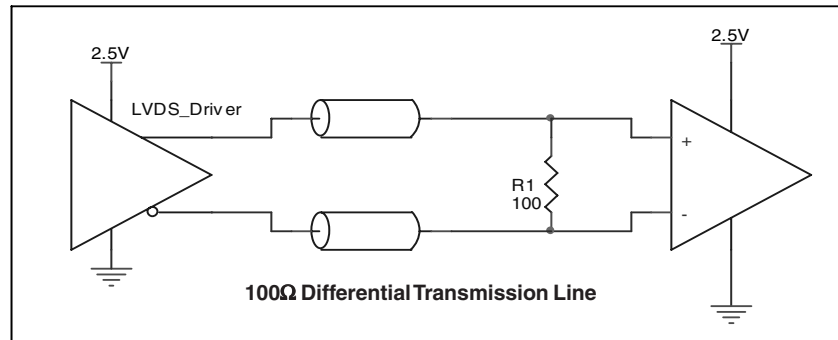 2.5V
2.5V
LVDS_Driver
+
R1
100
-
100Ω Differential Transmission Line